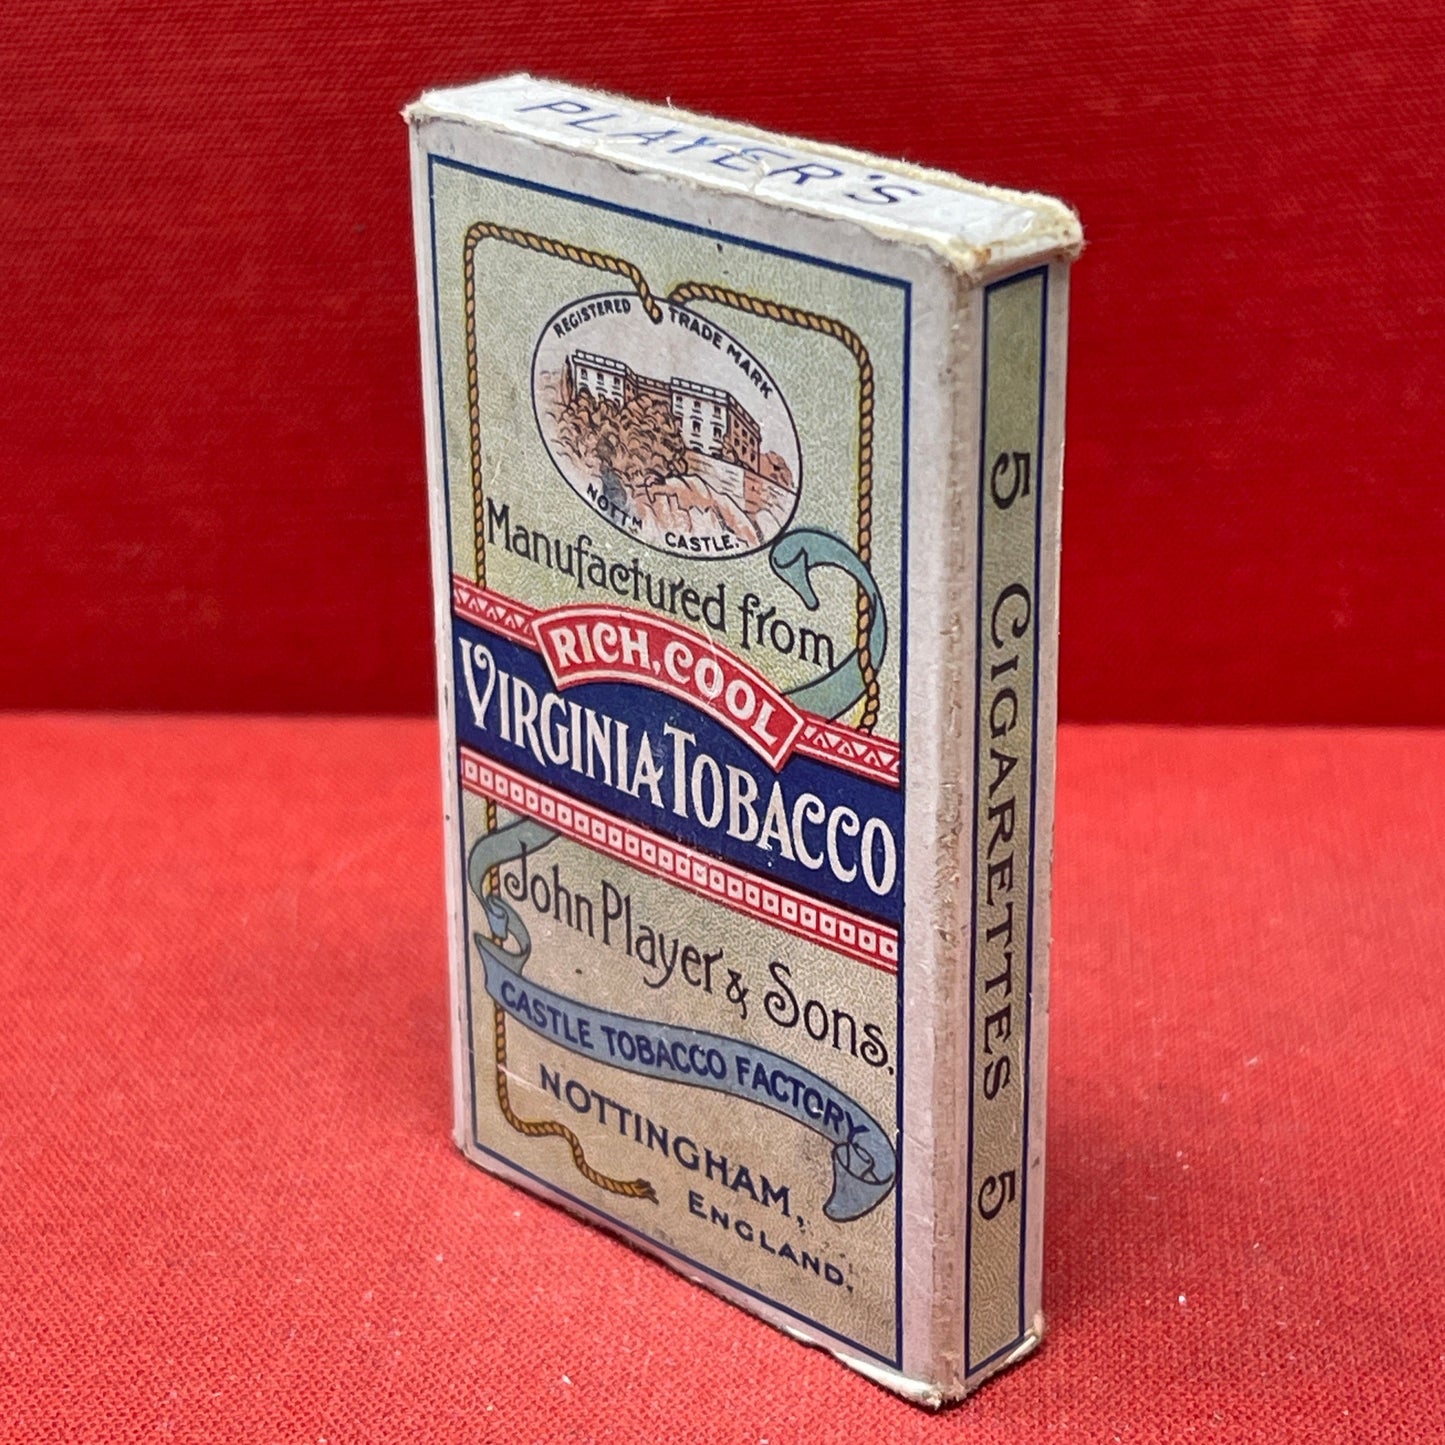 PLAYER'S
REGISTERED TRADE MARK
NOTTM CASTLE.
Manufactured from
RICH, COOL
VIRGINIA TOBACCO
John Player & Sons.
CASTLE TOBACCO FACTORY
NOTTINGHAM,
ENGLAND.
5 CIGARETTES 5